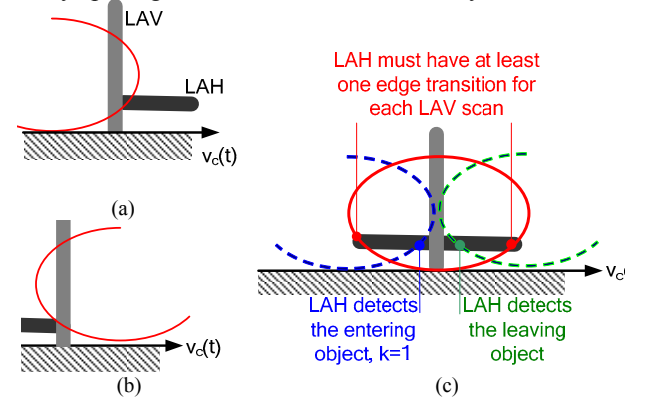 LAV
LAH
vC(t)
(a)
vC(t)
(b)
LAH must have at least
one edge transition for
each LAV scan
LAH detects
the entering
object, k=1
LAH detects
the leaving
object
(c)